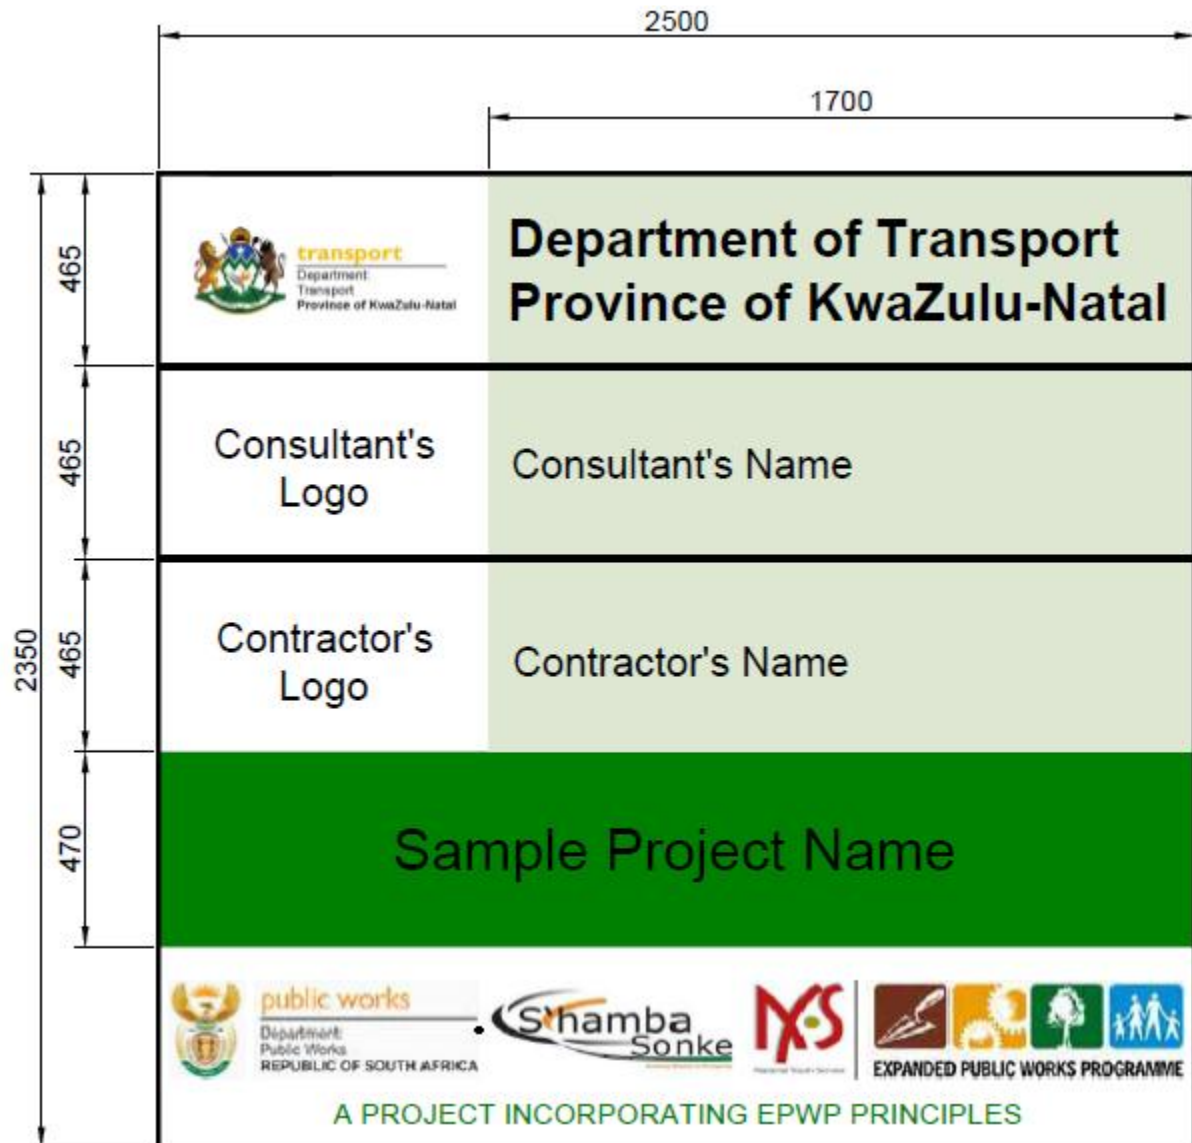 2500
1700
2350
465
transport
Department:
Transport
Province of KwaZulu-Natal
Department of Transport
Province of KwaZulu-Natal
465
Consultant's
Logo
Consultant's Name
465
Contractor's
Logo
Contractor's Name
470
Sample Project Name
public works
Department:
Public Works
REPUBLIC OF SOUTH AFRICA
S'hamba
Sonke
NYS
EXPANDED PUBLIC WORKS PROGRAMME
A PROJECT INCORPORATING EPWP PRINCIPLES